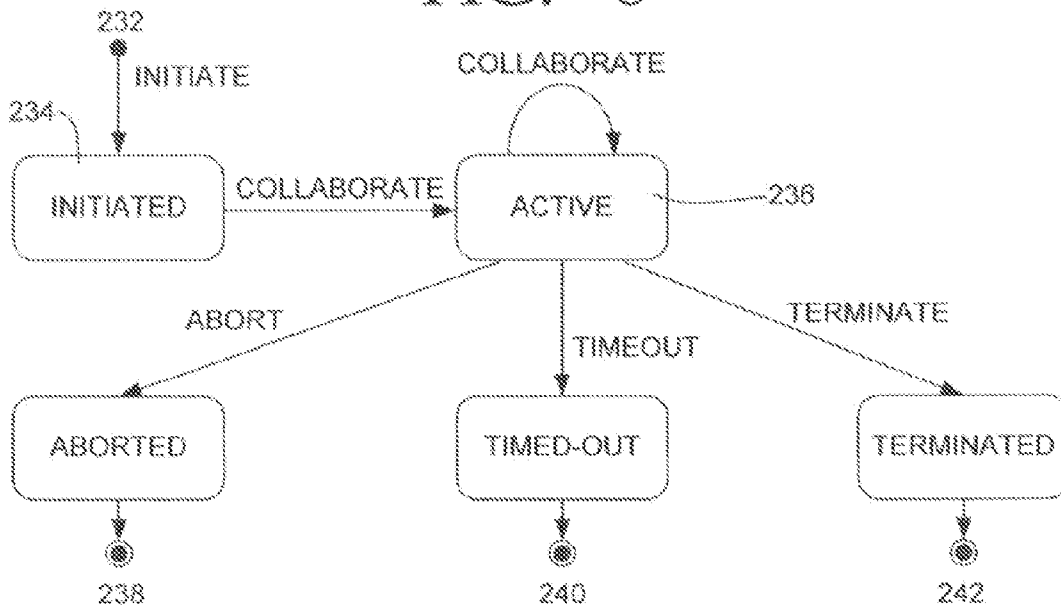 232
INITIATE
COLLABORATE
234
INITIATED
COLLABORATE
ACTIVE
236
ABORT
TIMEOUT
TERMINATE
ABORTED
TIMED-OUT
TERMINATED
238
240
242